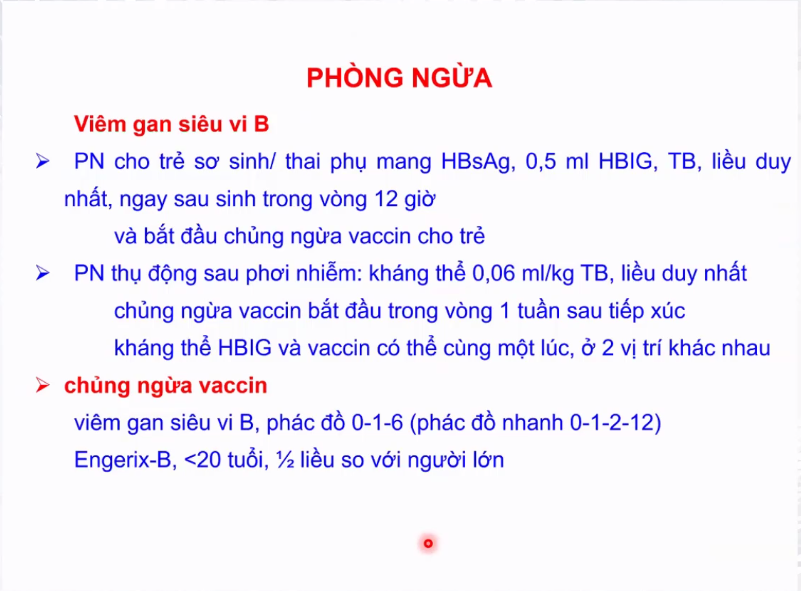 PHÒNG NGỪA
Viêm gan siêu vi B
➢ PN cho trẻ sơ sinh/ thai phụ mang HBsAg, 0,5 ml HBIG, TB, liều duy
nhất, ngay sau sinh trong vòng 12 giờ
và bắt đầu chủng ngừa vaccin cho trẻ
➢ PN thụ động sau phơi nhiễm: kháng thể 0,06 ml/kg TB, liều duy nhất
chủng ngừa vaccin bắt đầu trong vòng 1 tuần sau tiếp xúc
kháng thể HBIG và vaccin có thể cùng một lúc, ở 2 vị trí khác nhau
➢ chủng ngừa vaccin
viêm gan siêu vi B, phác đồ 0-1-6 (phác đồ nhanh 0-1-2-12)
Engerix-B, <20 tuổi, ½ liều so với người lớn